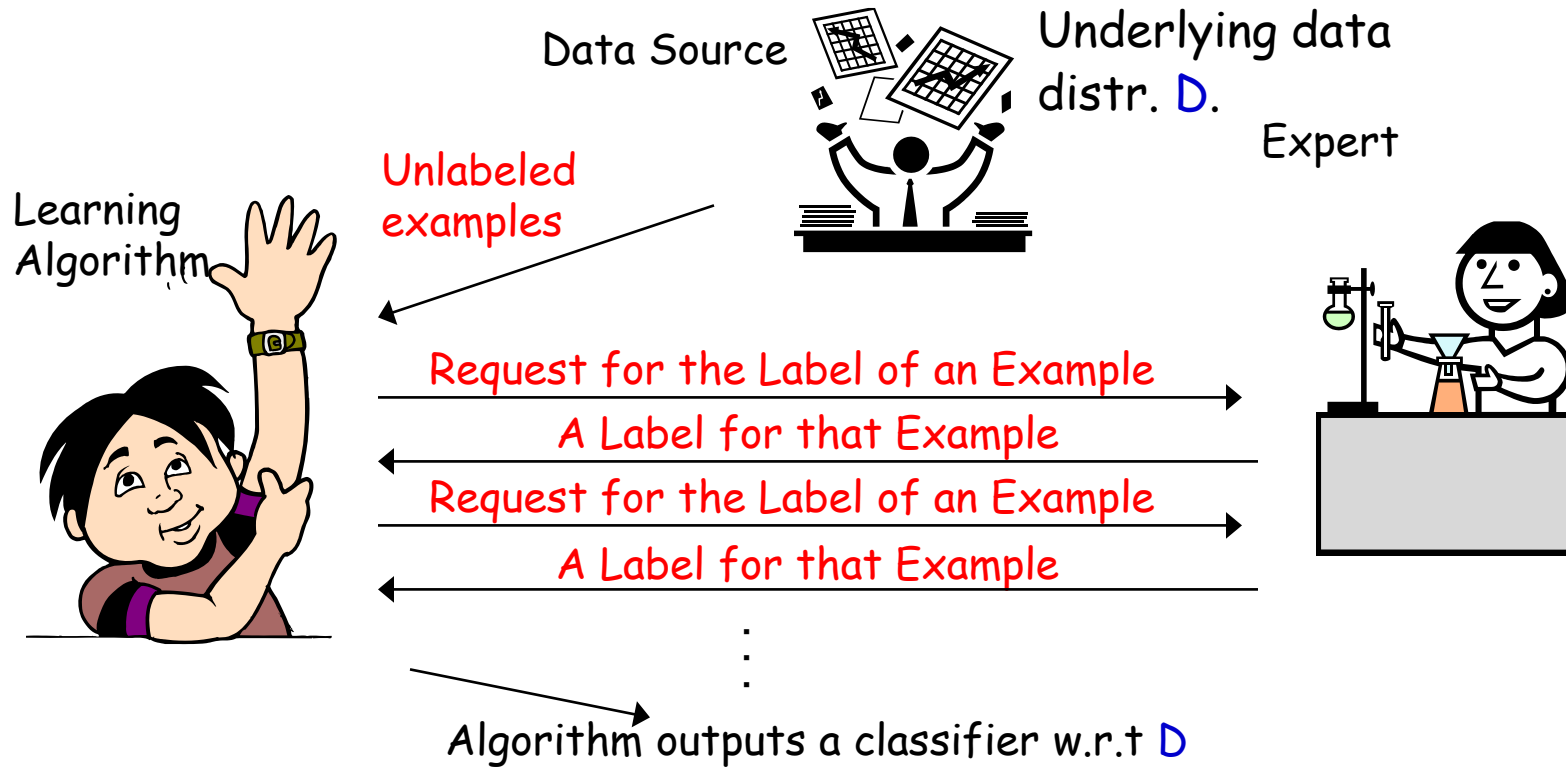 Data Source
Underlying data
distr. D.
Expert
Unlabeled
examples
Learning
Algorithm
Request for the Label of an Example
A Label for that Example
Request for the Label of an Example
A Label for that Example
.
.
.
Algorithm outputs a classifier w.r.t D